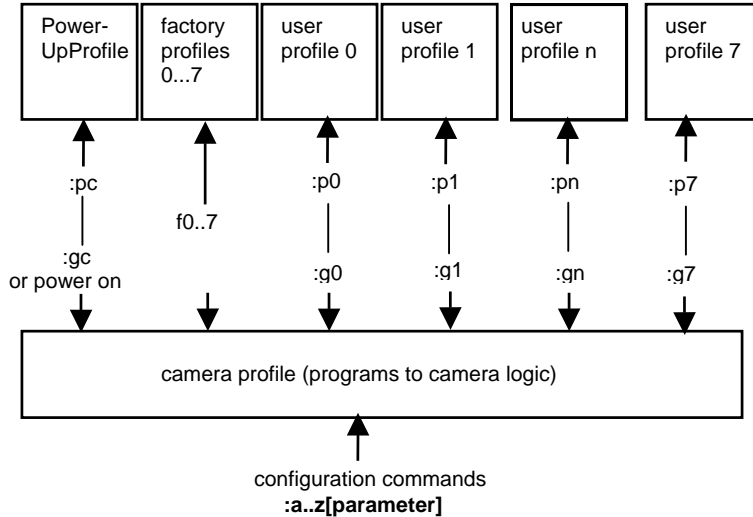 Power-
UpProfile
factory
profiles
0...7
user
profile 0
user
profile 1
user
profile n
user
profile 7
:pc
:p0
:p1
:pn
:p7
f0..7
:gc
or power on
:g0
:g1
:gn
:g7
camera profile (programs to camera logic)
configuration commands
:a..z[parameter]